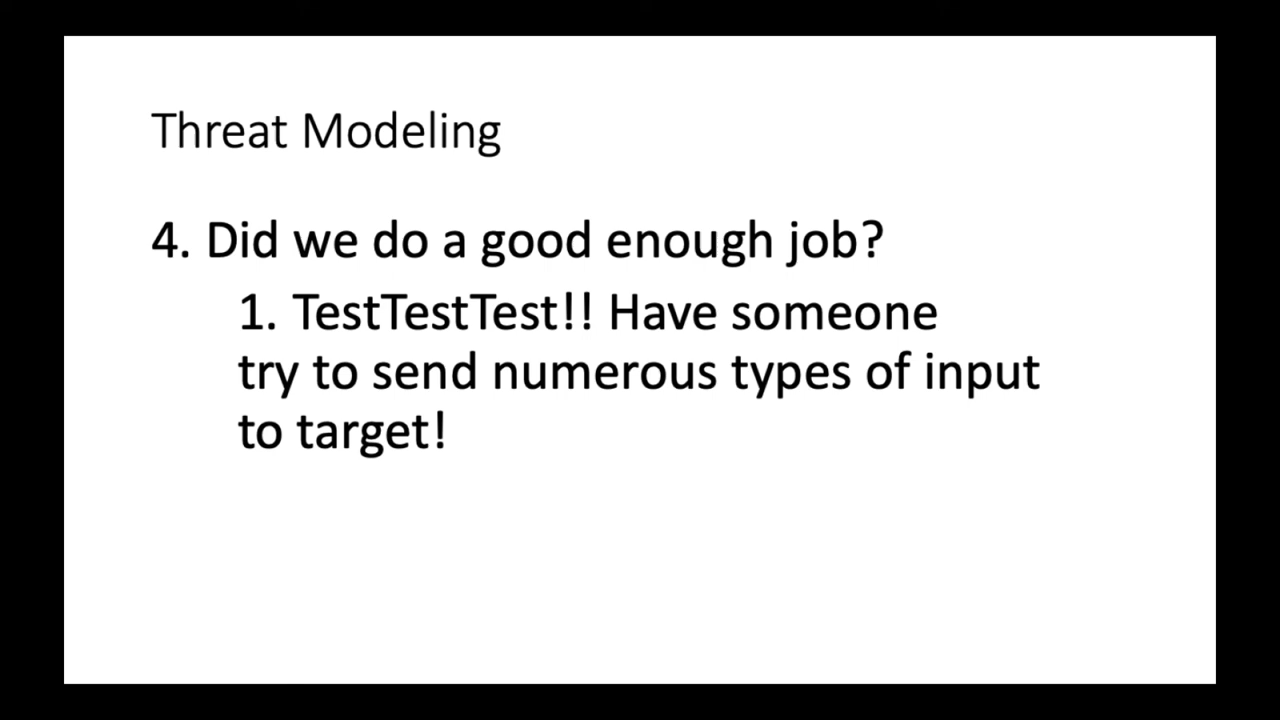 Threat Modeling
4. Did we do a good enough job?
1. TestTestTest!! Have someone
try to send numerous types of input
to target!